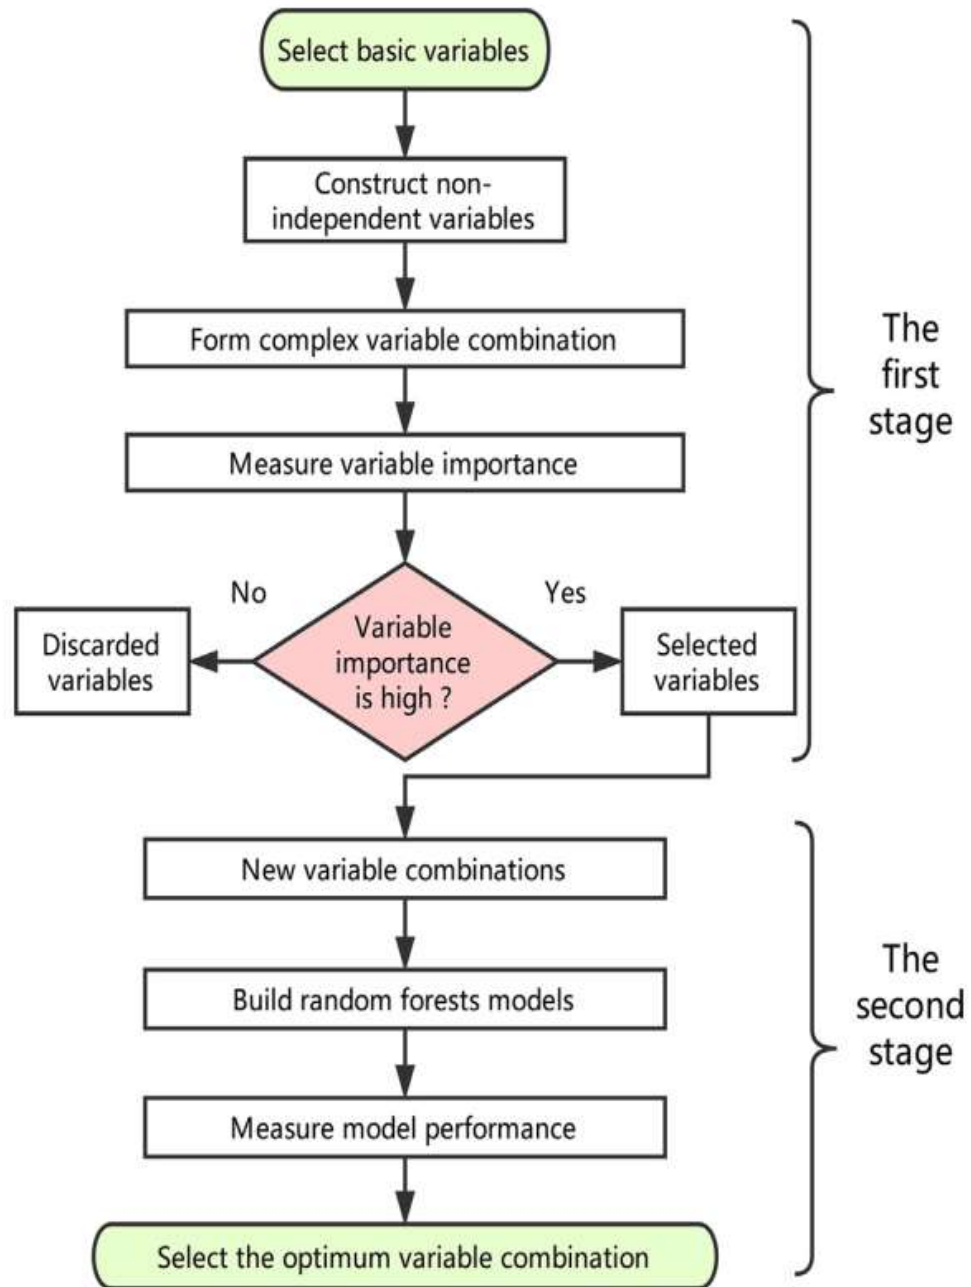 Select basic variables
Construct non-
independent variables
Form complex variable combination
Measure variable importance
The
first
stage
No
Yes
Variable
importance
is high ?
Discarded
variables
Selected
variables
New variable combinations
Build random forests models
The
second
stage
Measure model performance
Select the optimum variable combination